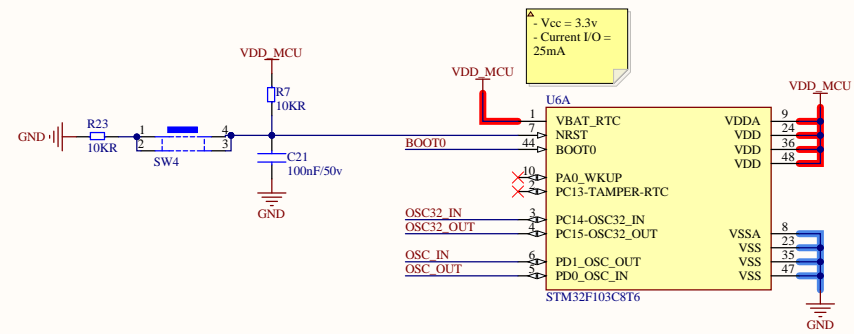 - Vcc = 3.3v
- Current I/O =
25mA
VDD_MCU
VDD_MCU
VDD_MCU
R7
10KR
U6A
R23
10KR
GND
1
2
4
3
SW4
C21
100nF/50v
GND
BOOT0
OSC32_IN
OSC32_OUT
OSC_IN
OSC_OUT
1 VBAT_RTC
7 NRST
44 BOOT0
10 PA0_WKUP
2 PC13-TAMPER-RTC
3 PC14-OSC32_IN
4 PC15-OSC32_OUT
6 PD1_OSC_OUT
5 PD0_OSC_IN
VDDA 9
VDD 24
VDD 36
VDD 48
VSSA 8
VSS 23
VSS 35
VSS 47
STM32F103C8T6
GND